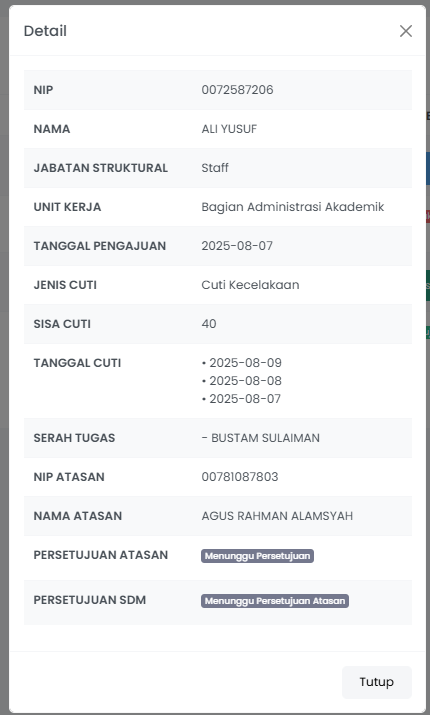 Detail
NIP 0072587206
NAMA ALI YUSUF
JABATAN STRUKTURAL Staff
UNIT KERJA Bagian Administrasi Akademik
TANGGAL PENGAJUAN 2025-08-07
JENIS CUTI Cuti Kecelakaan
SISA CUTI 40
TANGGAL CUTI • 2025-08-09
• 2025-08-08
• 2025-08-07
SERAH TUGAS - BUSTAM SULAIMAN
NIP ATASAN 00781087803
NAMA ATASAN AGUS RAHMAN ALAMSYAH
PERSETUJUAN ATASAN Menunggu Persetujuan
PERSETUJUAN SDM Menunggu Persetujuan Atasan
Tutup